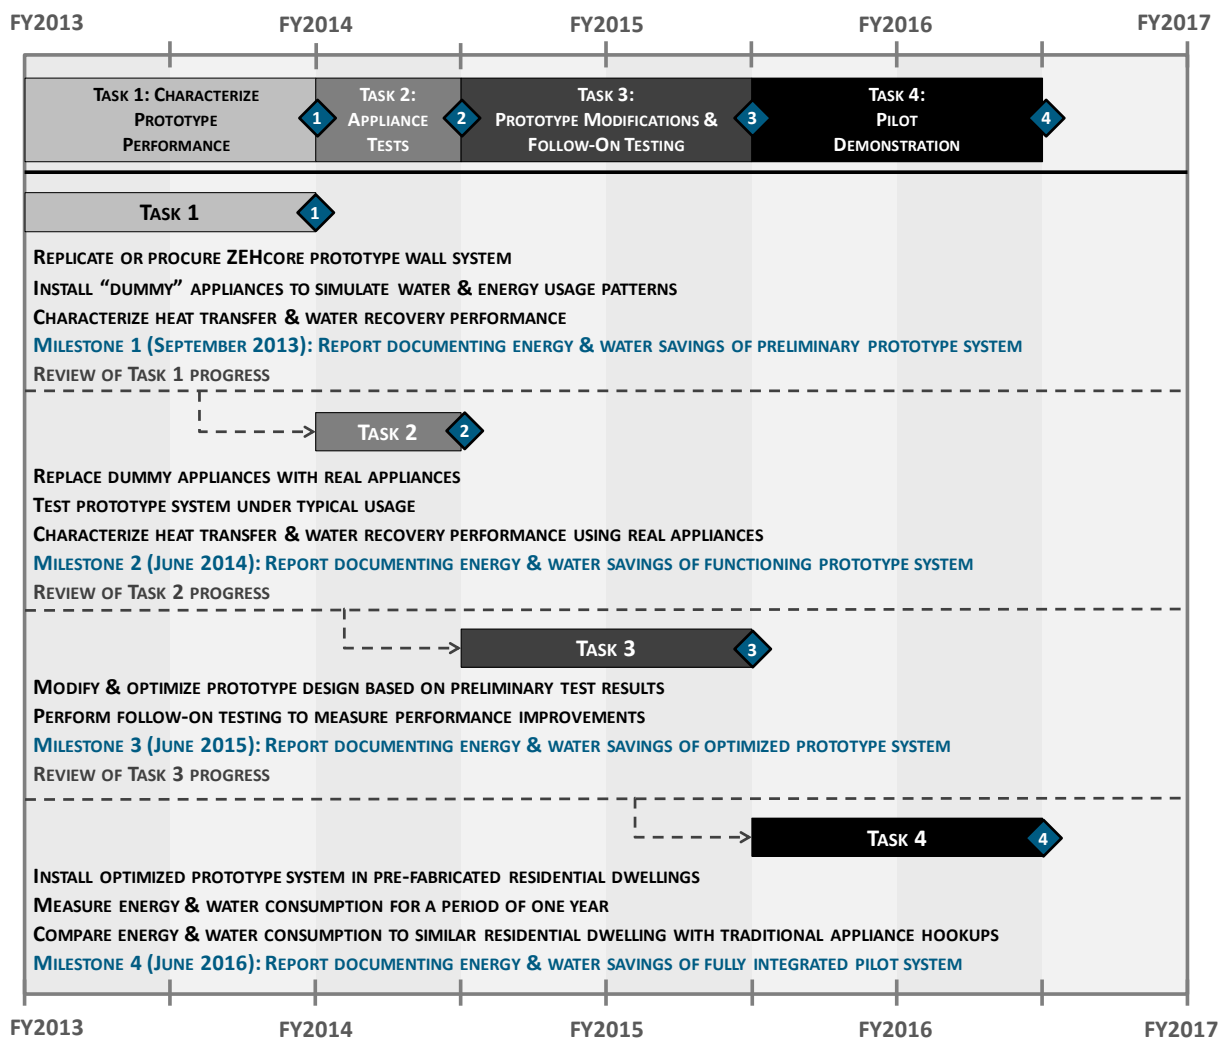 FY2013 FY2014 FY2015 FY2016 FY2017
Task 1: Characterize
Prototype
Performance
1
Task 2:
Appliance
Tests
2
Task 3:
Prototype Modifications &
Follow-On Testing
3
Task 4:
Pilot
Demonstration
4
Task 1
1
Replicate or procure ZEHcore prototype wall system
Install “dummy” appliances to simulate water & energy usage patterns
Characterize heat transfer & water recovery performance
Milestone 1 (September 2013): Report documenting energy & water savings of preliminary prototype system
Review of Task 1 progress
Task 2
2
Replace dummy appliances with real appliances
Test prototype system under typical usage
Characterize heat transfer & water recovery performance using real appliances
Milestone 2 (June 2014): Report documenting energy & water savings of functioning prototype system
Review of Task 2 progress
Task 3
3
Modify & optimize prototype design based on preliminary test results
Perform follow-on testing to measure performance improvements
Milestone 3 (June 2015): Report documenting energy & water savings of optimized prototype system
Review of Task 3 progress
Task 4
4
Install optimized prototype system in pre-fabricated residential dwellings
Measure energy & water consumption for a period of one year
Compare energy & water consumption to similar residential dwelling with traditional appliance hookups
Milestone 4 (June 2016): Report documenting energy & water savings of fully integrated pilot system
FY2013 FY2014 FY2015 FY2016 FY2017